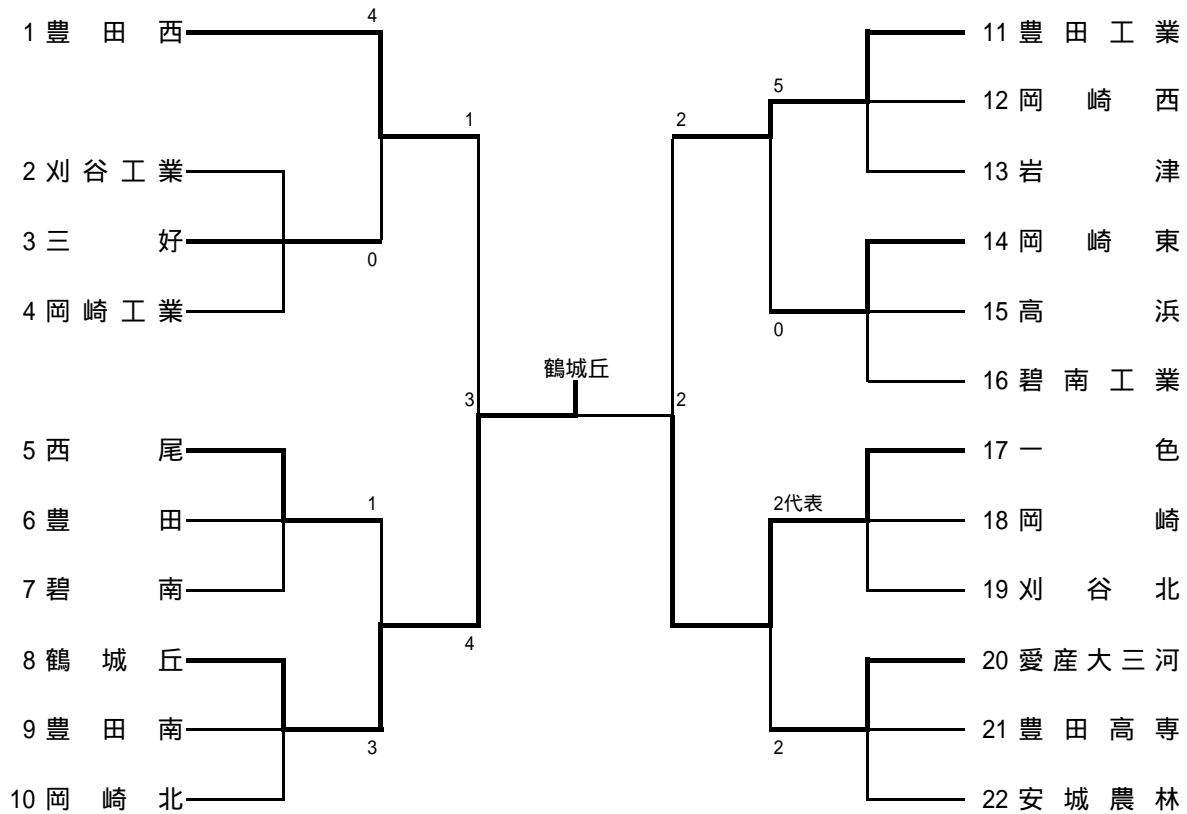 4
1 豊田西
11 豊田工業
5
12 岡崎西
1
2
2 刈谷工業
13 岩津
3 三好
14 岡崎東
0
4 岡崎工業
15 高浜
0
鶴城丘
16 碧南工業
3
2
5 西尾
17 一色
1
2代表
6 豊田
18 岡崎
7 碧南
19 刈谷北
4
8 鶴城丘
20 愛産大三河
9 豊田南
21 豊田高専
3
2
10 岡崎北
22 安城農林